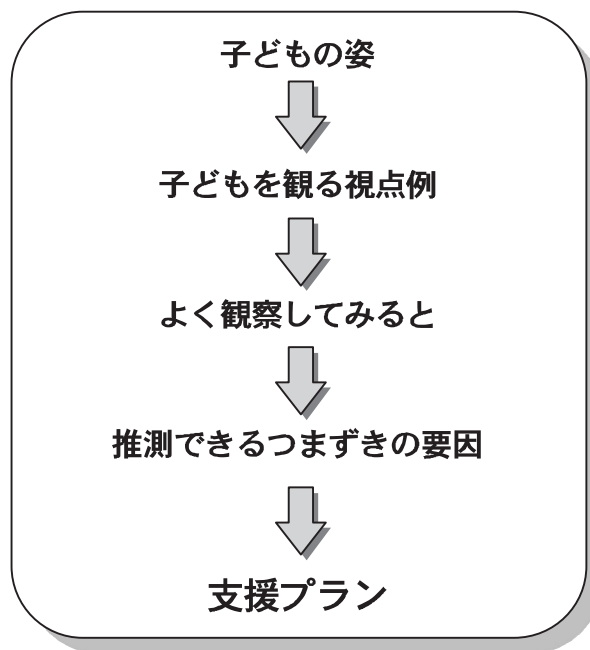 子どもの姿
子どもを観る視点例
よく観察してみると
推測できるつまずきの要因
支援プラン